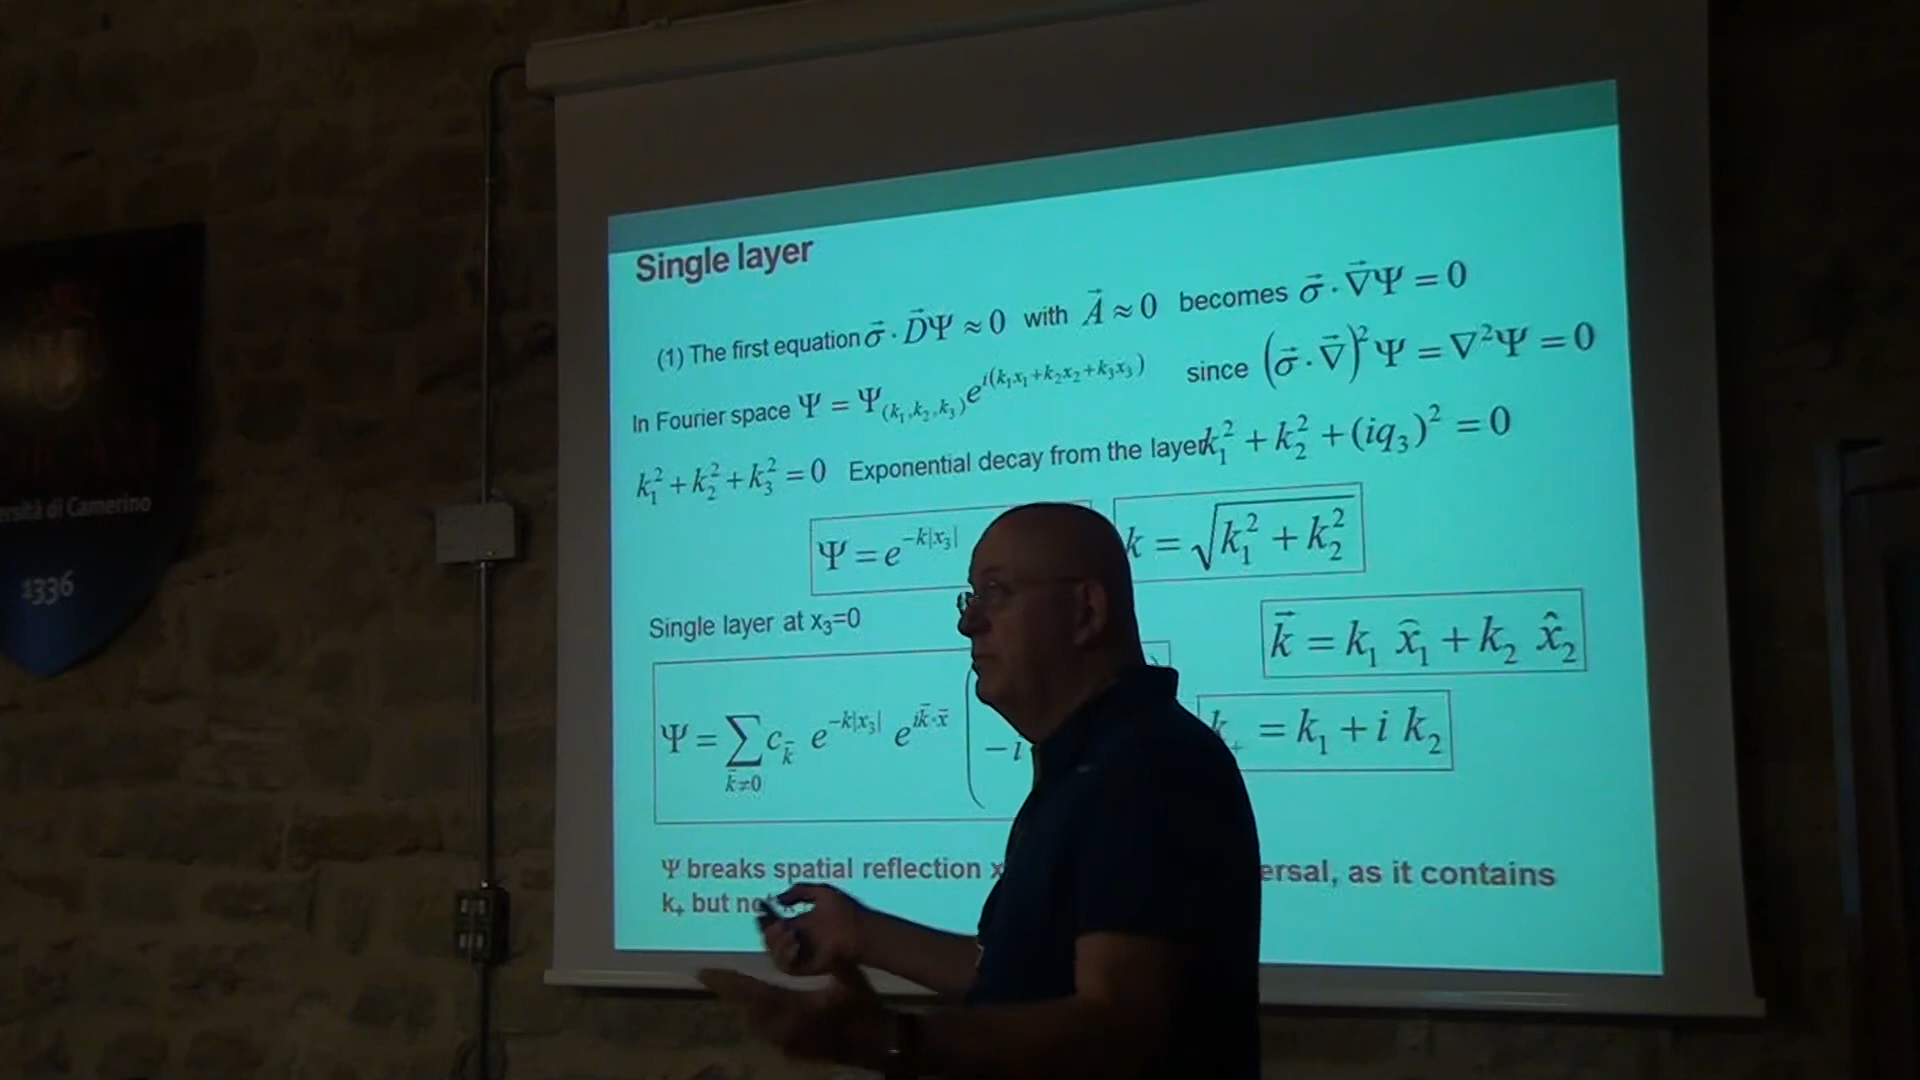 Single layer
(1) The first equation σ⃗ · D⃗Ψ ≈ 0 with A⃗ ≈ 0 becomes σ⃗ · ∇⃗Ψ = 0
In Fourier space Ψ = Ψ_(k₁,k₂,k₃) e^{i(k₁x₁+k₂x₂+k₃x₃)} since (σ⃗ · ∇⃗)²Ψ = ∇²Ψ = 0
k₁² + k₂² + k₃² = 0 Exponential decay from the layer k₁² + k₂² + (iq₃)² = 0
Ψ = e^{-k|x₃|} k = √(k₁² + k₂²)
Single layer at x₃=0
k⃗ = k₁ x̂₁ + k₂ x̂₂
Ψ = ∑_{k⃗≠0} c_{k⃗} e^{-k|x₃|} e^{ik⃗·x⃗} ( −i
k₊ = k₁ + i k₂
Ψ breaks spatial reflection ersal, as it contains
k₊ but
ersità di Camerino
1336